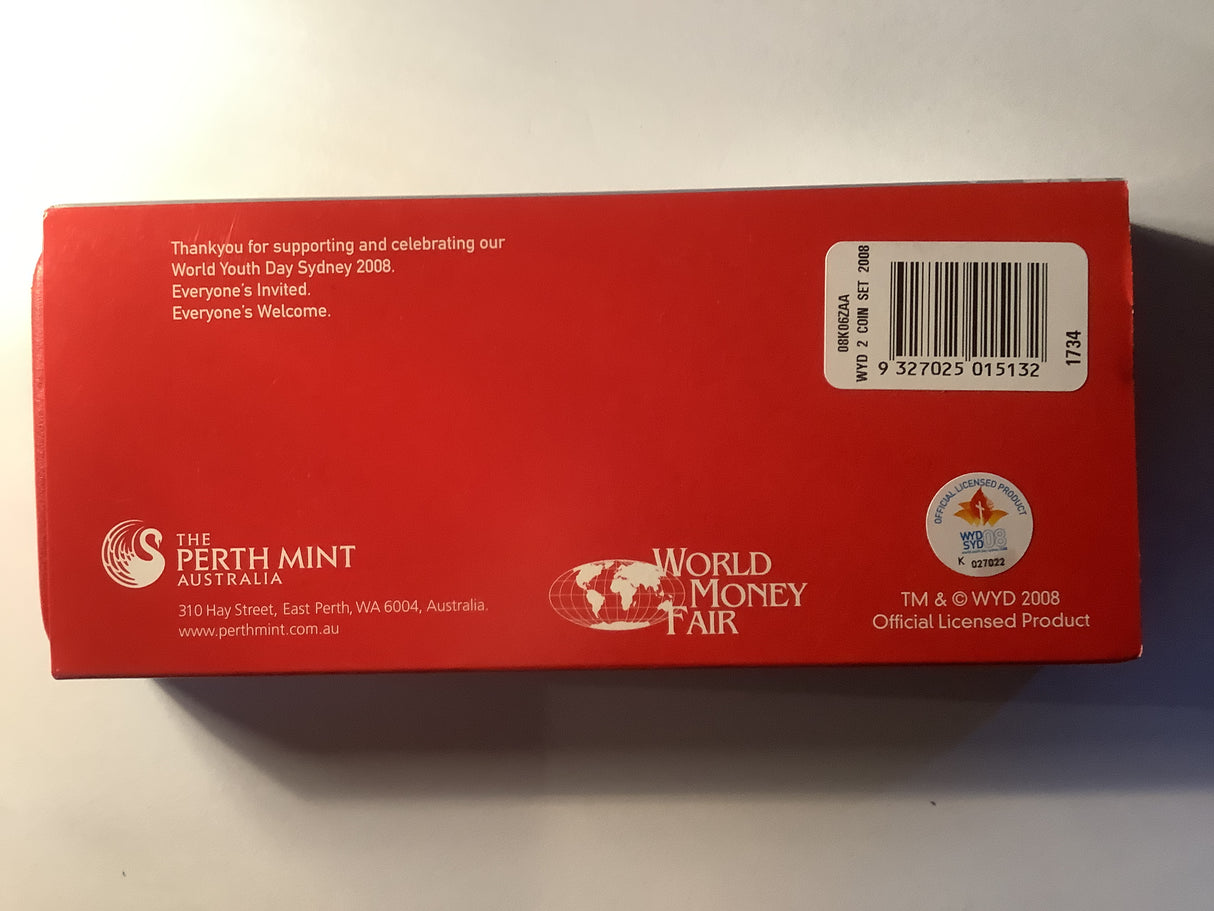 Thankyou for supporting and celebrating our
World Youth Day Sydney 2008.
Everyone's Invited.
Everyone's Welcome.
08K06ZAA
WYD 2 COIN SET 2008
9 327025 015132
1734
THE
PERTH MINT
AUSTRALIA
310 Hay Street, East Perth, WA 6004, Australia.
www.perthmint.com.au
WORLD
MONEY
FAIR
OFFICIAL LICENSED PRODUCT
WYD
SYD08
K 027022
TM & © WYD 2008
Official Licensed Product